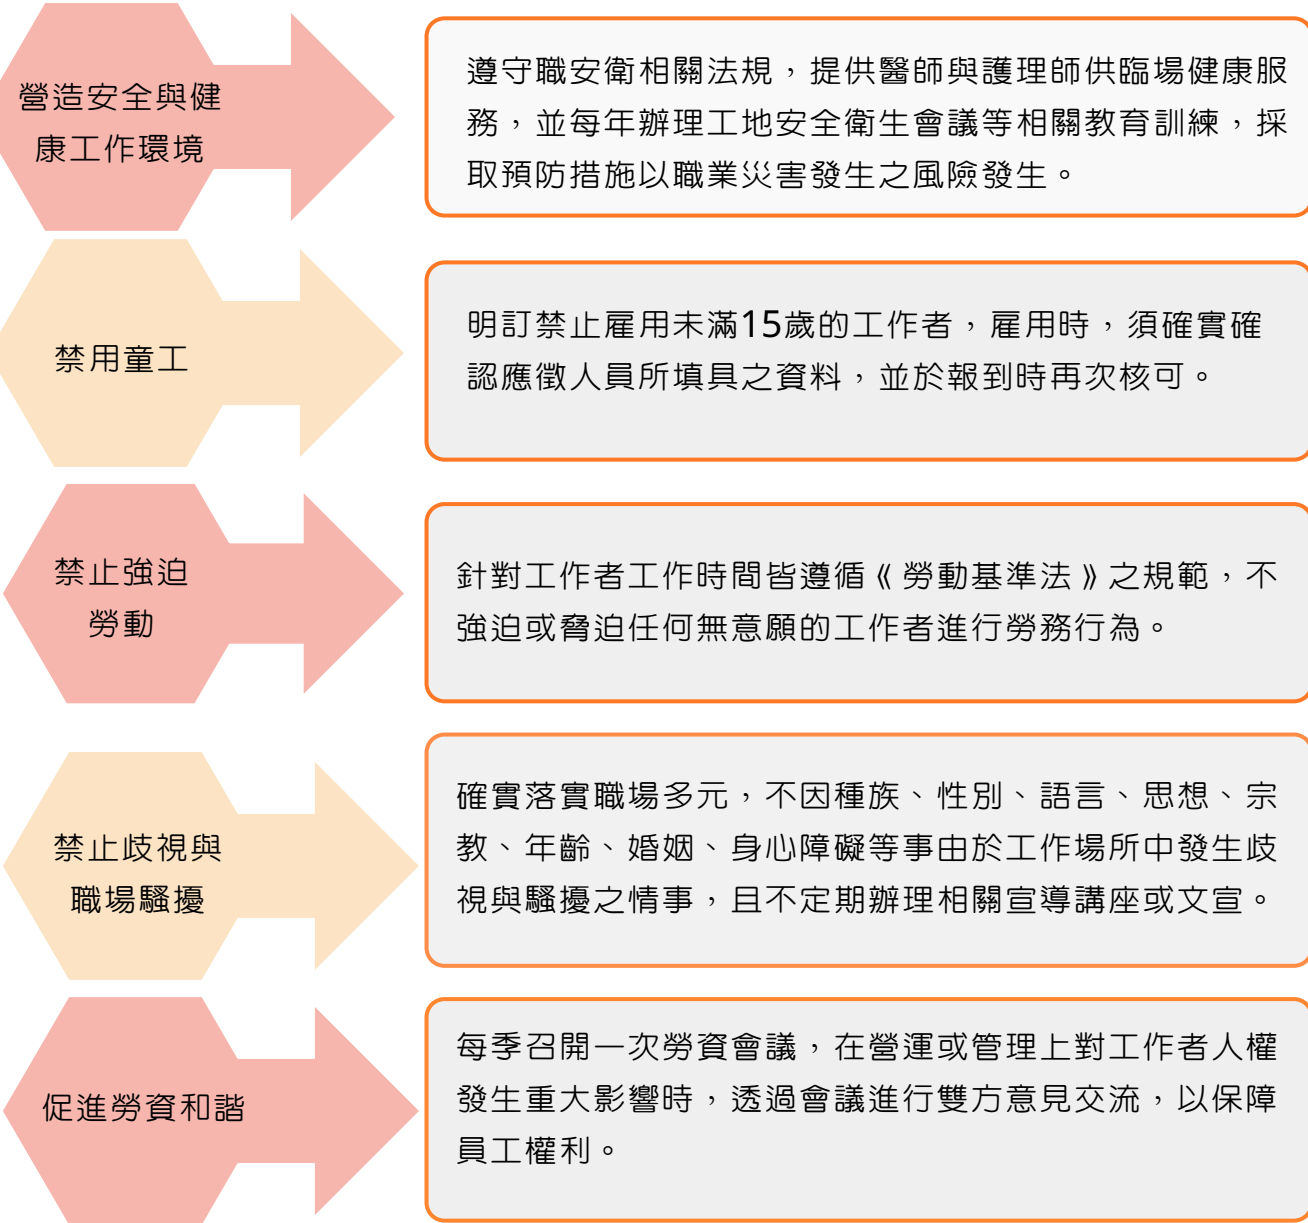 營造安全與健
康工作環境
遵守職安衛相關法規，提供醫師與護理師供臨場健康服
務，並每年辦理工地安全衛生會議等相關教育訓練，採
取預防措施以職業災害發生之風險發生。
禁用童工
明訂禁止雇用未滿15歲的工作者，雇用時，須確實確
認應徵人員所填具之資料，並於報到時再次核可。
禁止強迫
勞動
針對工作者工作時間皆遵循《勞動基準法》之規範，不
強迫或脅迫任何無意願的工作者進行勞務行為。
禁止歧視與
職場騷擾
確實落實職場多元，不因種族、性別、語言、思想、宗
教、年齡、婚姻、身心障礙等事由於工作場所中發生歧
視與騷擾之情事，且不定期辦理相關宣導講座或文宣。
促進勞資和諧
每季召開一次勞資會議，在營運或管理上對工作者人權
發生重大影響時，透過會議進行雙方意見交流，以保障
員工權利。